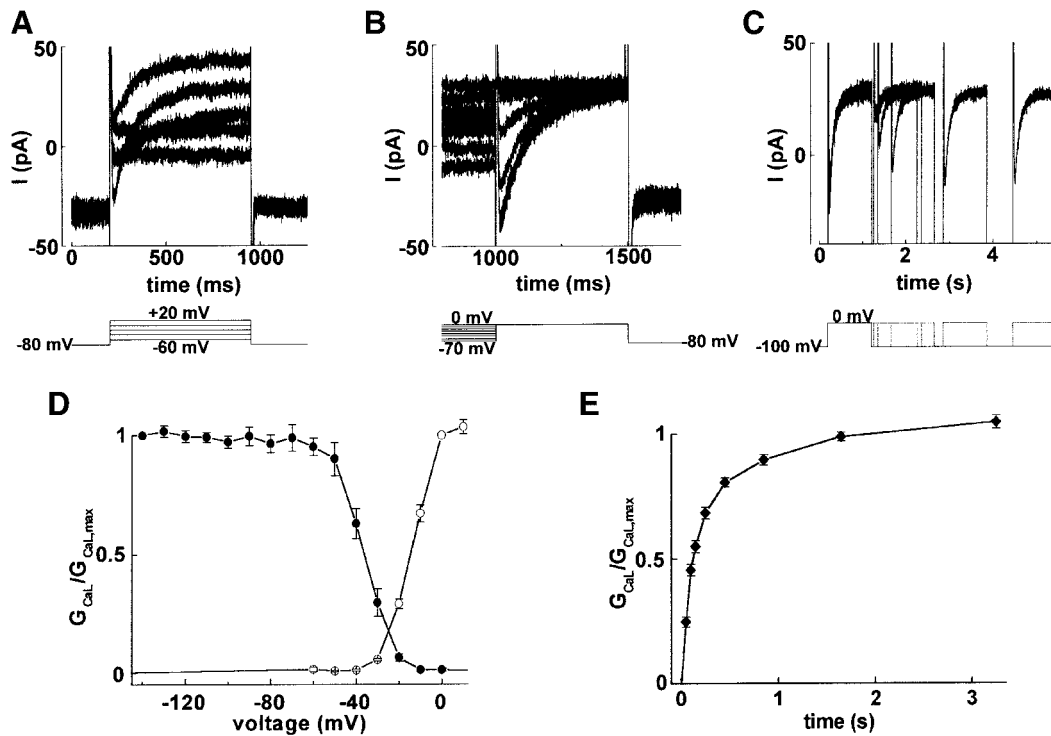 A
50
0
-50
I (pA)
0
500
1000
time (ms)
+20 mV
-80 mV
-60 mV
B
50
0
-50
I (pA)
1000
1500
time (ms)
0 mV
-70 mV
-80 mV
C
50
0
I (pA)
0
2
4
time (s)
0 mV
-100 mV
D
1
0.5
0
G_CaL/G_CaL,max
-120
-80
-40
0
voltage (mV)
E
1
0.5
0
G_CaL/G_CaL,max
0
1
2
3
time (s)